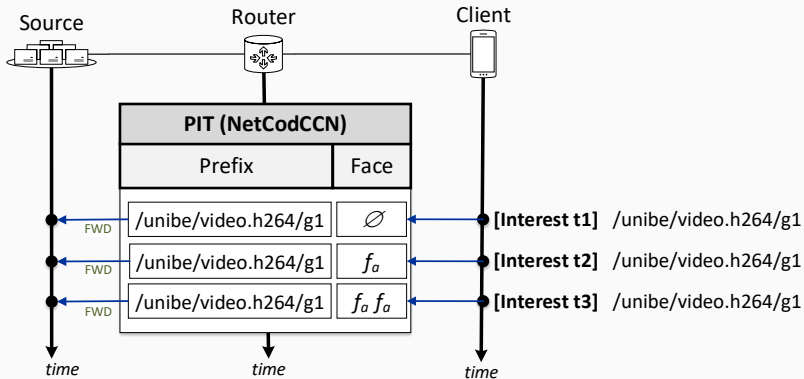 Source
Router
Client
PIT (NetCodCCN)
Prefix Face
FWD /unibe/video.h264/g1 ∅ [Interest t1] /unibe/video.h264/g1
FWD /unibe/video.h264/g1 fa [Interest t2] /unibe/video.h264/g1
FWD /unibe/video.h264/g1 fa fa [Interest t3] /unibe/video.h264/g1
time time time